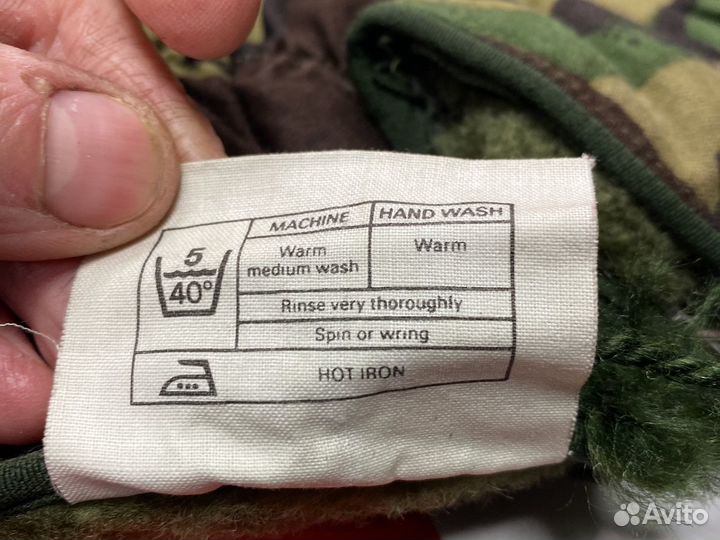 MACHINE HAND WASH
5
40°
Warm
medium wash
Warm
Rinse very thoroughly
Spin or wring
HOT IRON
Avito